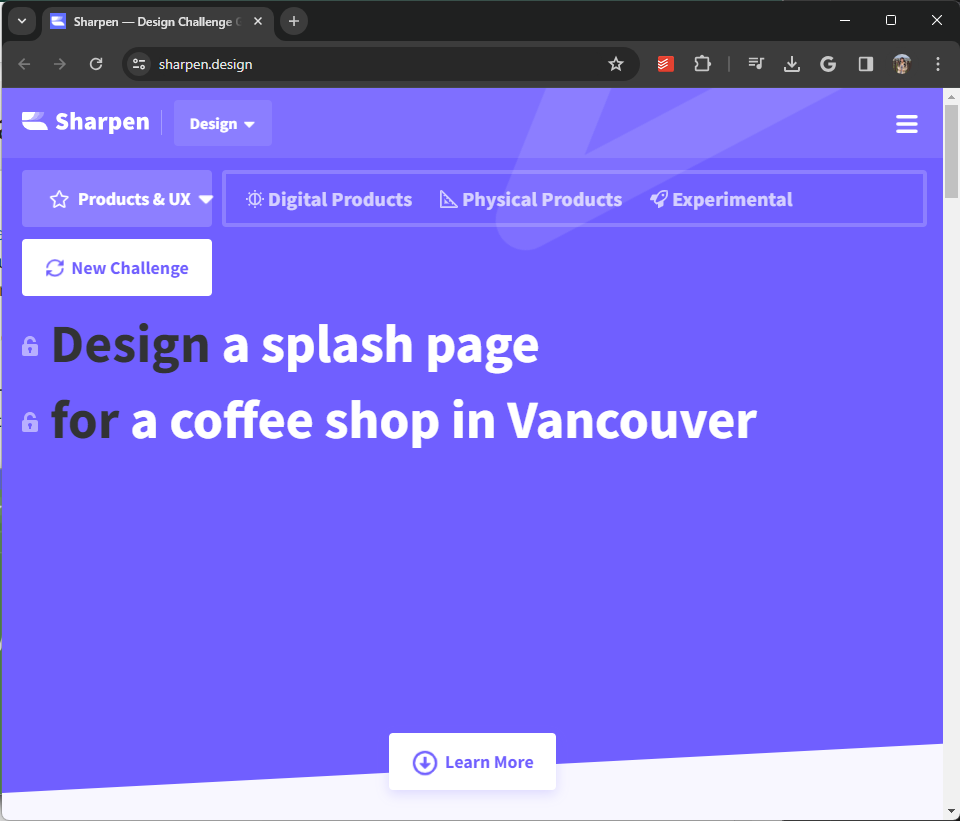 Sharpen — Design Challenge
sharpen.design
Sharpen
Design
Products & UX
Digital Products
Physical Products
Experimental
New Challenge
Design a splash page
for a coffee shop in Vancouver
Learn More